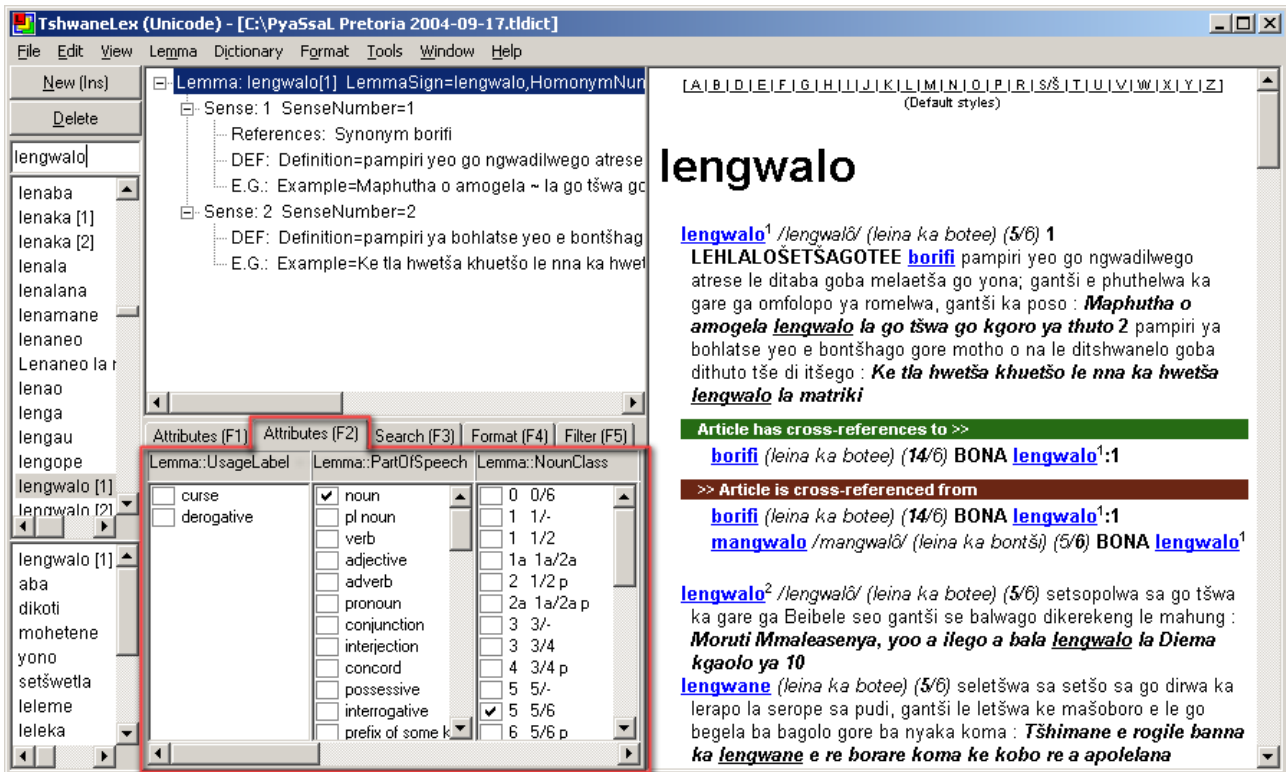 TshwaneLex (Unicode) - [C:\PyaSsaL Pretoria 2004-09-17.tldict]
File Edit View Lemma Dictionary Format Tools Window Help
New (Ins)
Delete
lengwalo
lenaba
lenaka [1]
lenaka [2]
lenala
lenalana
lenamane
lenaneo
Lenaneo la
lenao
lenga
lengau
lengope
lengwalo [1]
lengwalo [2]
lengwalo [1]
aba
dikoti
mohetene
yono
setšwetla
leleme
leleka
Lemma: lengwalo[1] LemmaSign=lengwalo,HomonymNum
Sense: 1 SenseNumber=1
References: Synonym borifi
DEF: Definition=pampiri yeo go ngwadilwego atrese
E.G.: Example=Maphutha o amogela ~ la go tšwa go
Sense: 2 SenseNumber=2
DEF: Definition=pampiri ya bohlatse yeo e bontšhag
E.G.: Example=Ke tla hwetša khuetšo le nna ka hwet
Attributes (F1) Attributes (F2) Search (F3) Format (F4) Filter (F5)
Lemma::UsageLabel Lemma::PartOfSpeech Lemma::NounClass
curse
derogative
noun
pl noun
verb
adjective
adverb
pronoun
conjunction
interjection
concord
possessive
interrogative
prefix of some k
0 0/6
1 1/-
1 1/2
1a 1a/2a
2 1/2 p
2a 1a/2a p
3 3/-
3 3/4
4 3/4 p
5 5/-
5 5/6
6 5/6 p
[A|B|D|E|F|G|H|I|J|K|L|M|N|O|P|R|S/Š|T|U|V|W|X|Y|Z]
(Default styles)
lengwalo
lengwalo¹ /lengwalô/ (leina ka botee) (5/6) 1
LEHLALOŠETŠAGOTEE borifi pampiri yeo go ngwadilwego
atrese le ditaba goba melaetša go yona; gantši e phuthelwa ka
gare ga omfolopo ya romelwa, gantši ka poso : Maphutha o
amogela lengwalo la go tšwa go kgoro ya thuto 2 pampiri ya
bohlatse yeo e bontšhago gore motho o na le ditshwanelo goba
dithuto tše di itšego : Ke tla hwetša khuetšo le nna ka hwetša
lengwalo la matriki
Article has cross-references to >>
borifi (leina ka botee) (14/6) BONA lengwalo¹:1
>> Article is cross-referenced from
borifi (leina ka botee) (14/6) BONA lengwalo¹:1
mangwalo /mangwalô/ (leina ka bontši) (5/6) BONA lengwalo¹
lengwalo² /lengwalô/ (leina ka botee) (5/6) setsopolwa sa go tšwa
ka gare ga Beibele seo gantši se balwago dikerekeng le mahung :
Moruti Mmaleasenya, yoo a ilego a bala lengwalo la Diema
kgaolo ya 10
lengwane (leina ka botee) (5/6) seletšwa sa setšo sa go dirwa ka
lerapo la serope sa pudi, gantši le letšwa ke mašoboro e le go
begela ba bagolo gore ba nyaka koma : Tšhimane e rogile banna
ka lengwane e re borare koma ke kobo re a apolelana